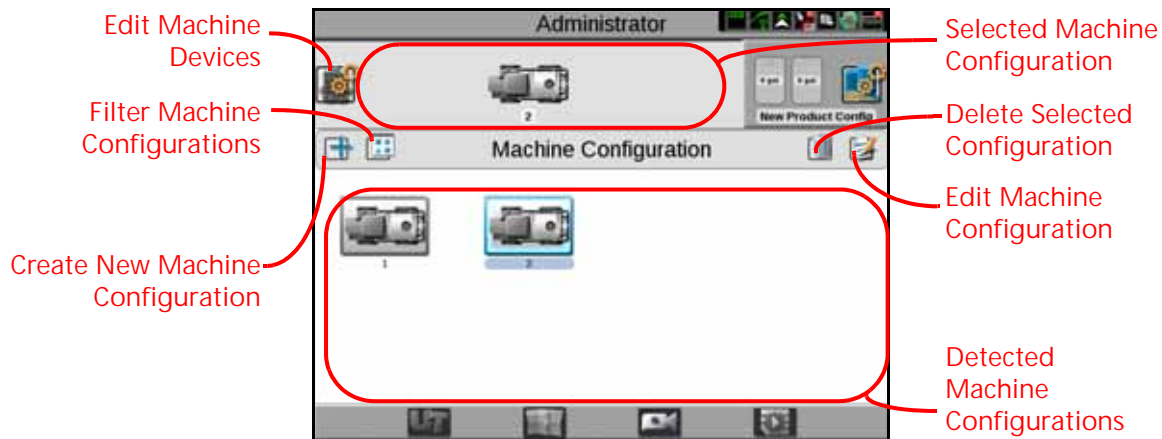 Edit Machine
Devices
Filter Machine
Configurations
Create New Machine
Configuration
Administrator
2
New Product Config
Machine Configuration
1
2
UT
Selected Machine
Configuration
Delete Selected
Configuration
Edit Machine
Configuration
Detected
Machine
Configurations